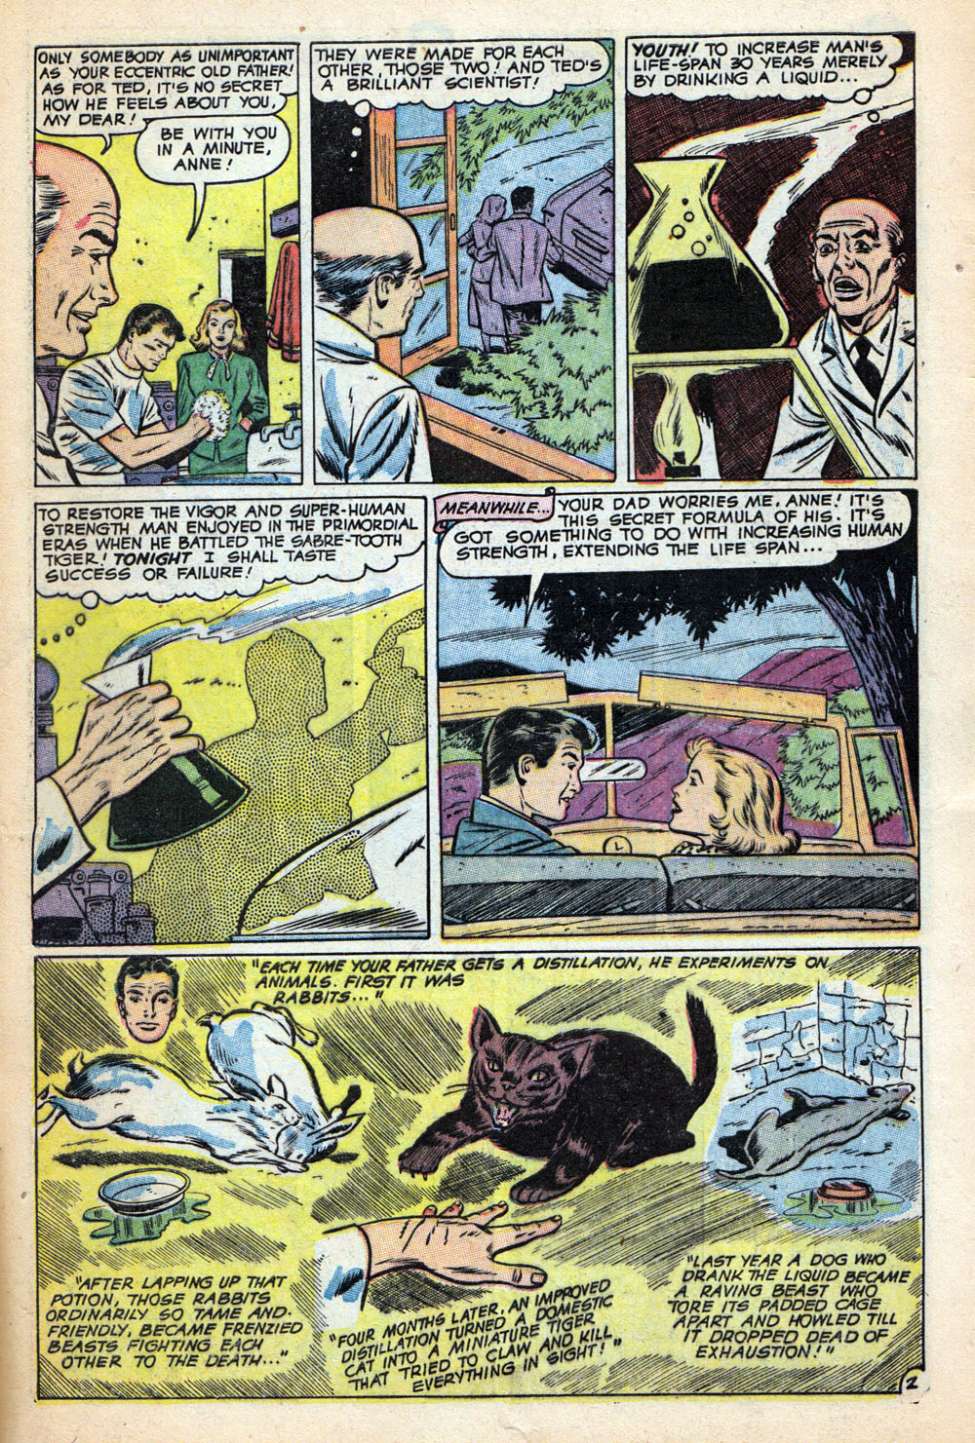 ONLY SOMEBODY AS UNIMPORTANT
AS YOUR ECCENTRIC OLD FATHER!
AS FOR TED, IT'S NO SECRET
HOW HE FEELS ABOUT YOU,
MY DEAR!
BE WITH YOU
IN A MINUTE,
ANNE!
THEY WERE MADE FOR EACH
OTHER, THOSE TWO! AND TED'S
A BRILLIANT SCIENTIST!
YOUTH! TO INCREASE MAN'S
LIFE-SPAN 30 YEARS MERELY
BY DRINKING A LIQUID...
TO RESTORE THE VIGOR AND SUPER-HUMAN
STRENGTH MAN ENJOYED IN THE PRIMORDIAL
ERAS WHEN HE BATTLED THE SABRE-TOOTH
TIGER! TONIGHT I SHALL TASTE
SUCCESS OR FAILURE!
MEANWHILE...
YOUR DAD WORRIES ME, ANNE! IT'S
THIS SECRET FORMULA OF HIS. IT'S
GOT SOMETHING TO DO WITH INCREASING HUMAN
STRENGTH, EXTENDING THE LIFE SPAN...
"EACH TIME YOUR FATHER GETS A DISTILLATION, HE EXPERIMENTS ON
ANIMALS. FIRST IT WAS
RABBITS..."
"AFTER LAPPING UP THAT
POTION, THOSE RABBITS
ORDINARILY SO TAME AND
FRIENDLY, BECAME FRENZIED
BEASTS FIGHTING EACH
OTHER TO THE DEATH..."
"FOUR MONTHS LATER, AN IMPROVED
DISTILLATION TURNED A DOMESTIC
CAT INTO A MINIATURE TIGER
THAT TRIED TO CLAW AND KILL
EVERYTHING IN SIGHT!"
"LAST YEAR A DOG WHO
DRANK THE LIQUID BECAME
A RAVING BEAST WHO
TORE ITS PADDED CAGE
APART AND HOWLED TILL
IT DROPPED DEAD OF
EXHAUSTION!"
2